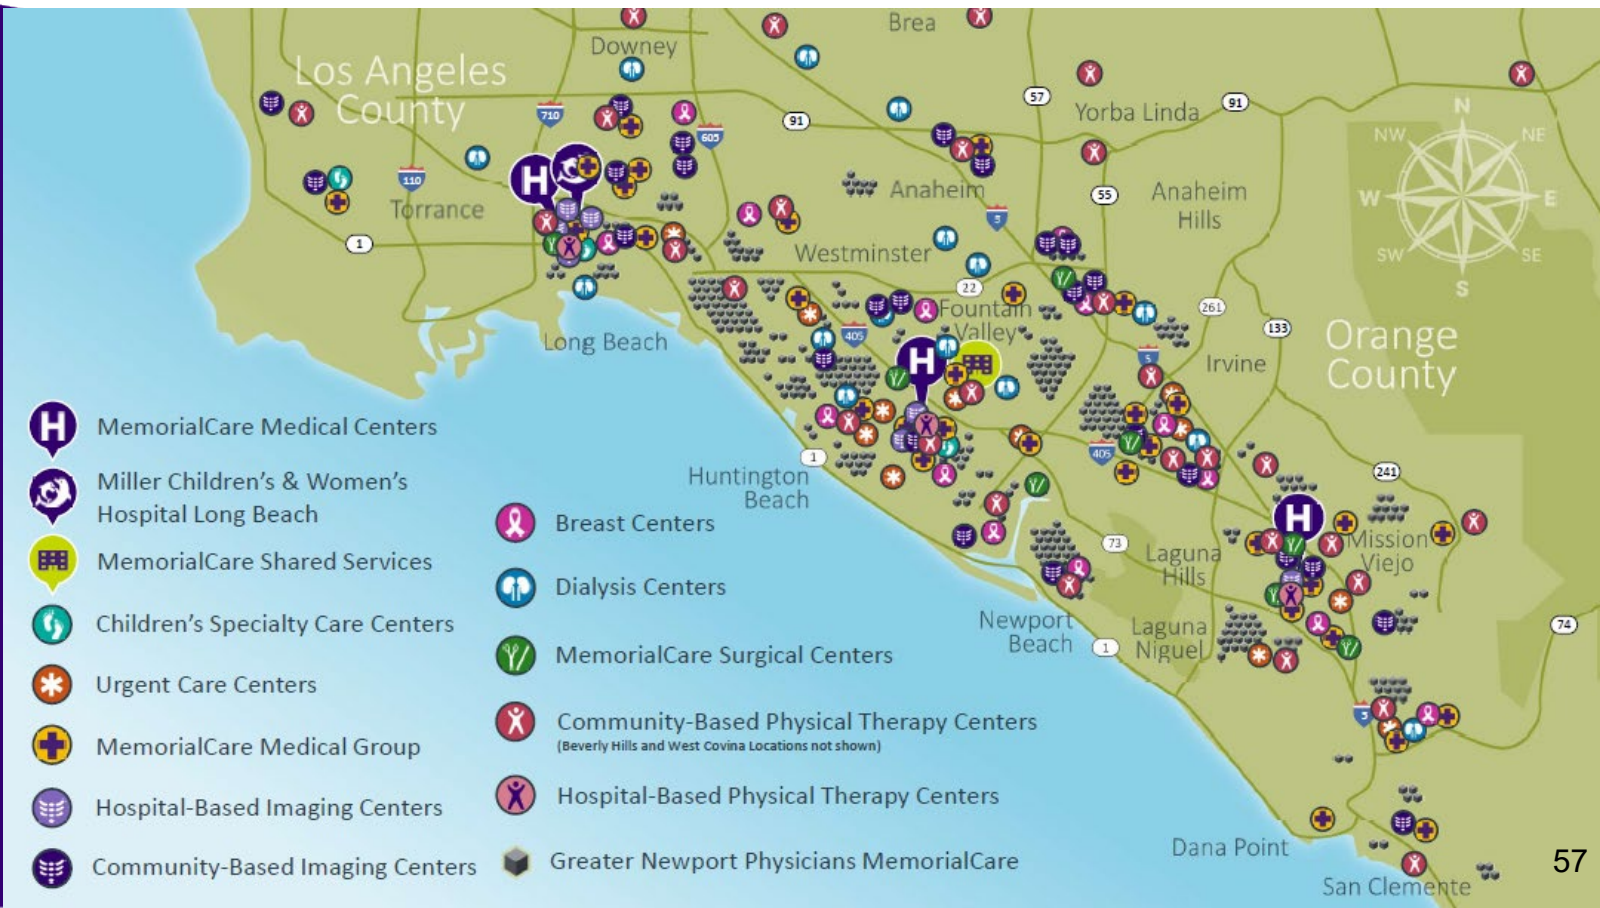 Brea
Downey
Los Angeles
County
57
Yorba Linda
91
710
91
605
N
NW
NE
W
E
SW
SE
S
110
Torrance
Anaheim
55
Anaheim
Hills
5
1
Westminster
22
Fountain
Valley
261
133
Orange
County
405
5
Irvine
Long Beach
H
H
H
405
1
Huntington
Beach
241
73
Laguna
Hills
Mission
Viejo
Newport
Beach
1
Laguna
Niguel
74
5
Dana Point
San Clemente
57
H
MemorialCare Medical Centers
Miller Children’s & Women’s
Hospital Long Beach
MemorialCare Shared Services
Children’s Specialty Care Centers
Urgent Care Centers
MemorialCare Medical Group
Hospital-Based Imaging Centers
Community-Based Imaging Centers
Breast Centers
Dialysis Centers
MemorialCare Surgical Centers
Community-Based Physical Therapy Centers
(Beverly Hills and West Covina Locations not shown)
Hospital-Based Physical Therapy Centers
Greater Newport Physicians MemorialCare